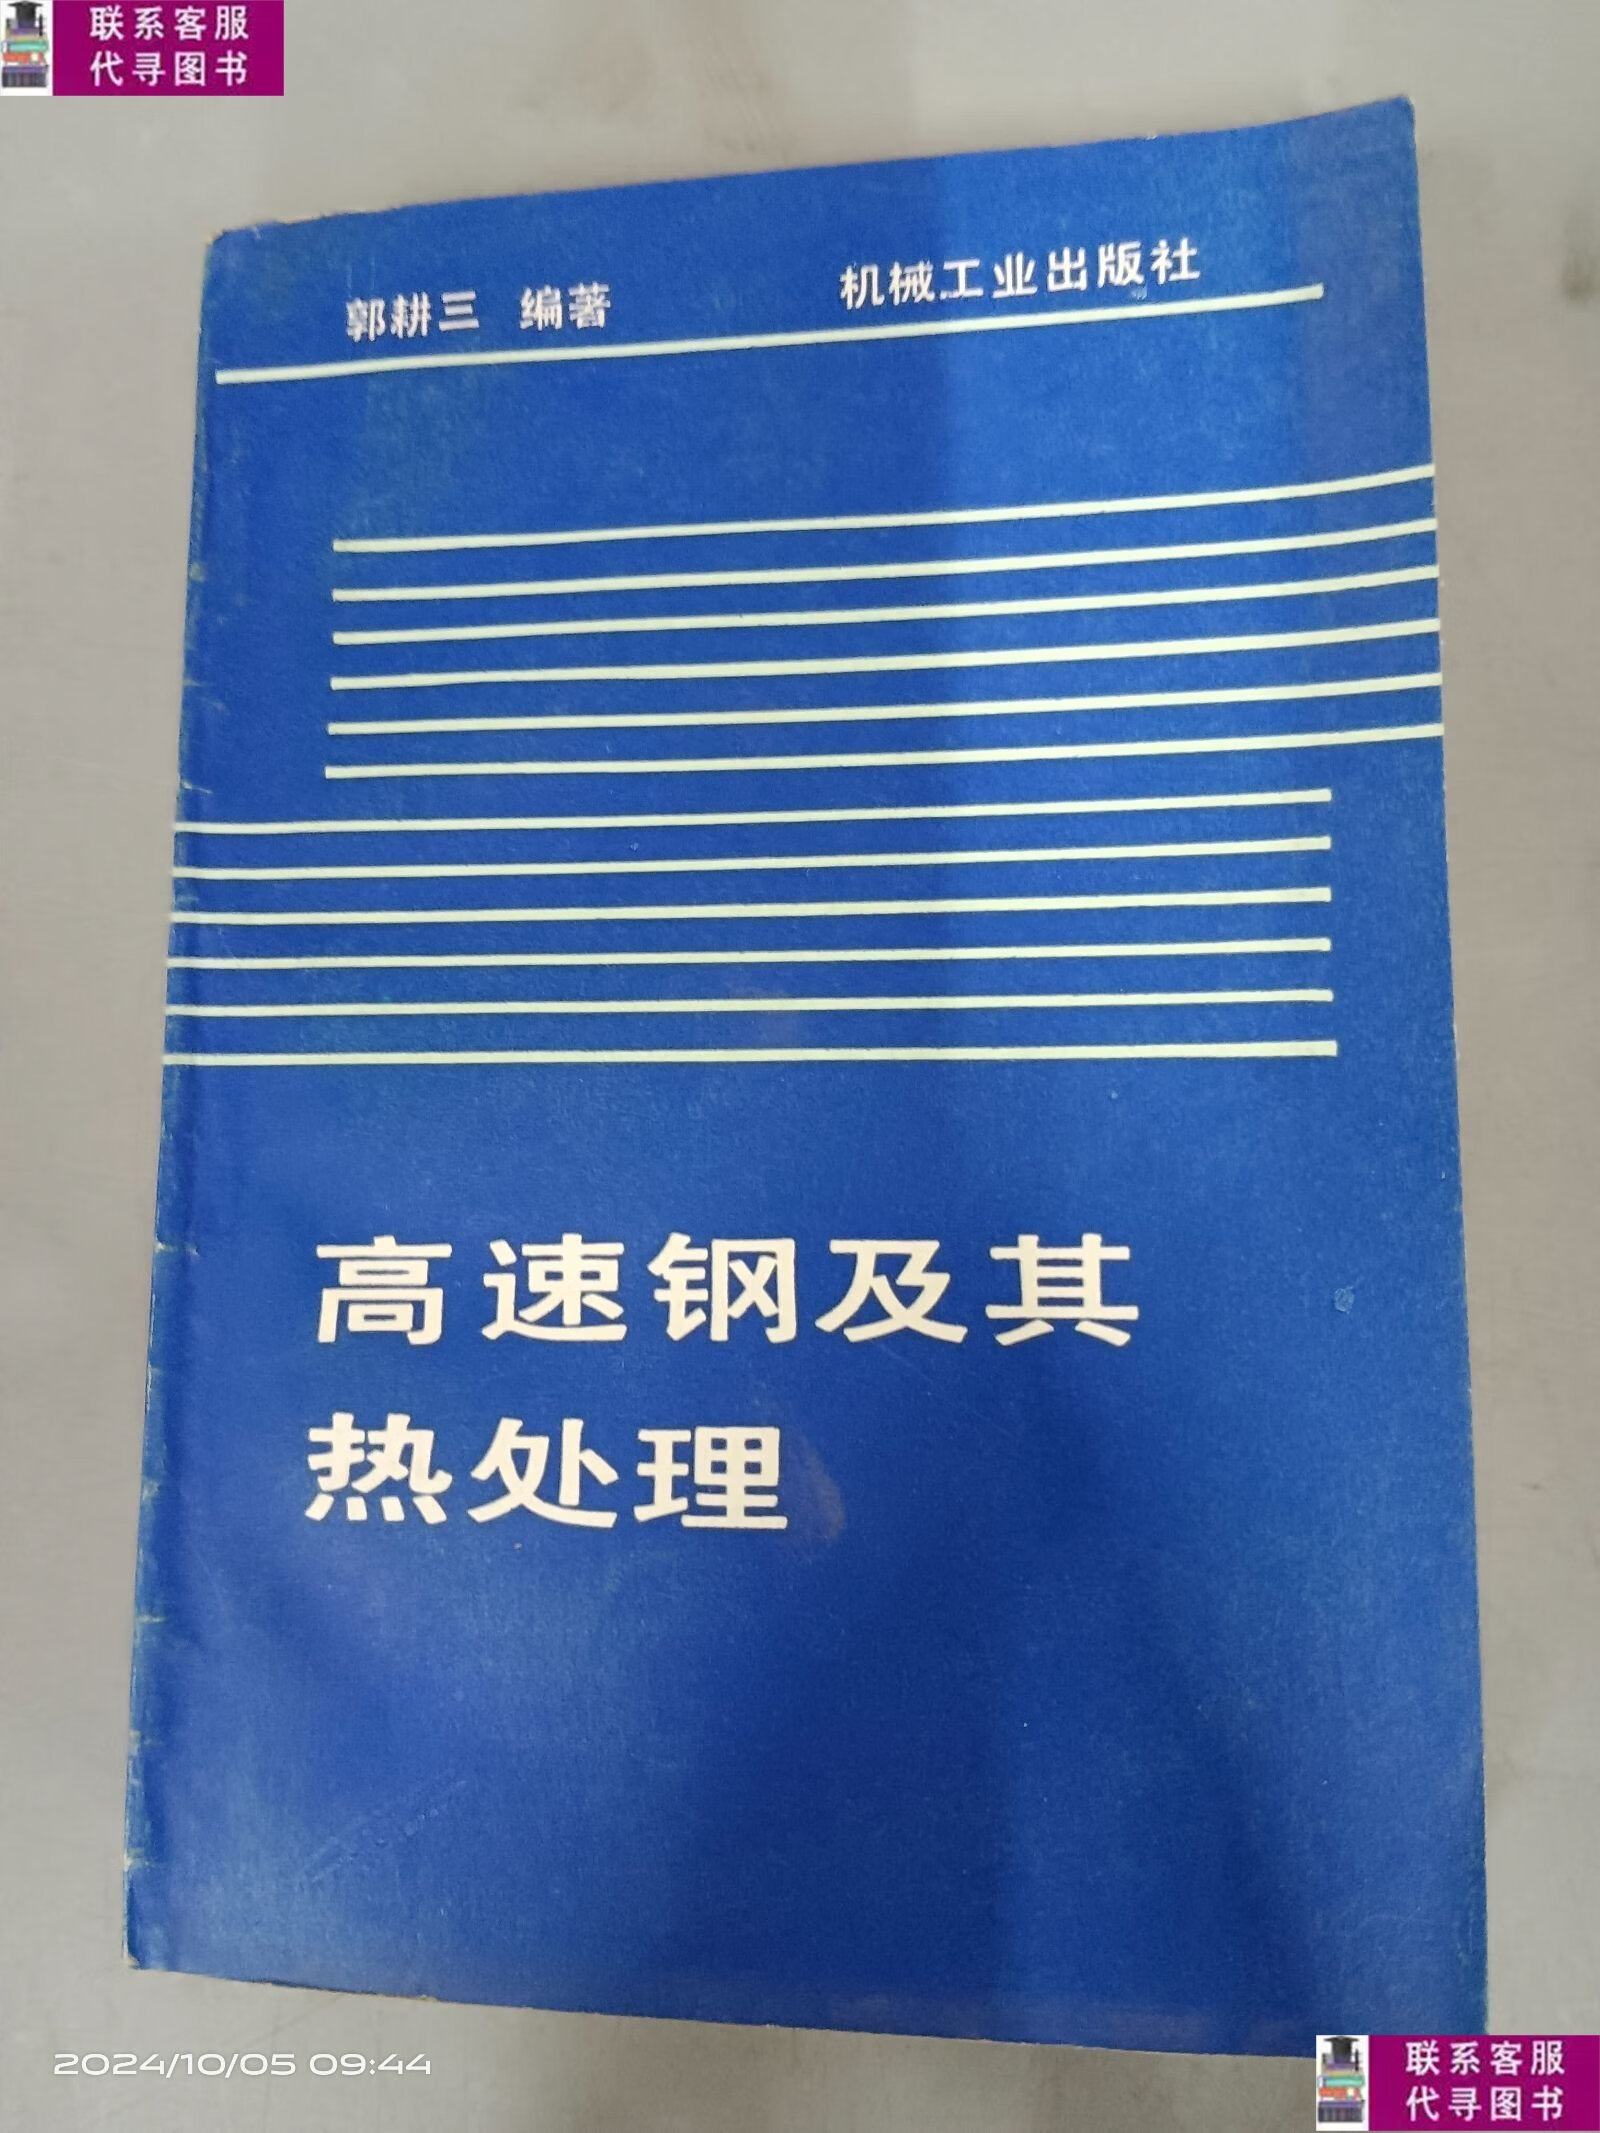 联系客服
代寻图书
郭耕三 编著 机械工业出版社
高速钢及其
热处理
2024/10/05 09:44
联系客服
代寻图书